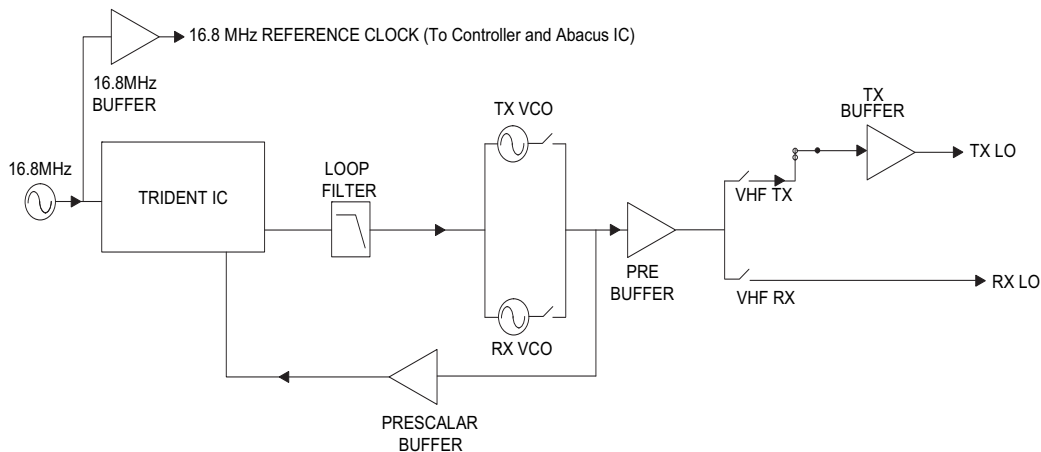 16.8 MHz REFERENCE CLOCK (To Controller and Abacus IC)
16.8MHz
BUFFER
TX VCO
TX
BUFFER
TX LO
16.8MHz
TRIDENT IC
LOOP
FILTER
VHF TX
PRE
BUFFER
VHF RX
RX LO
RX VCO
PRESCALAR
BUFFER